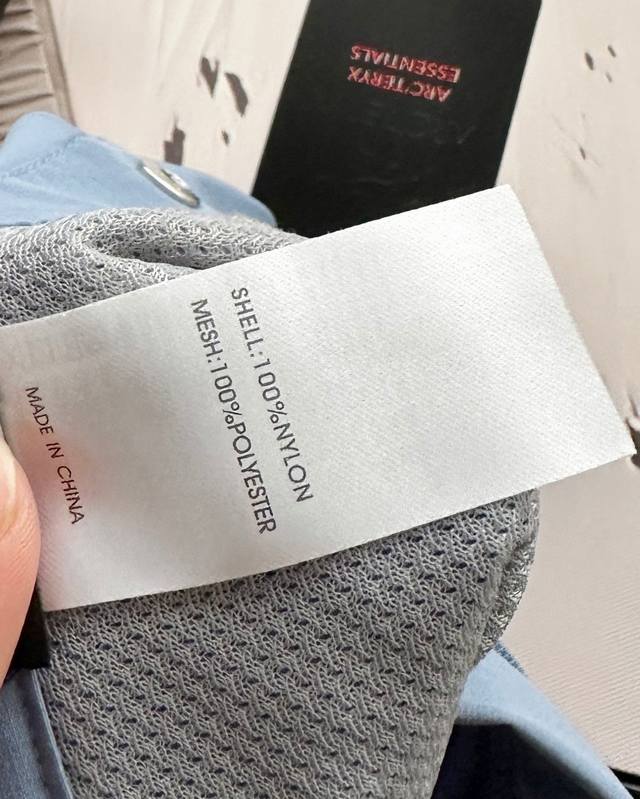 ARC'TERYX
ESSENTIALS
SHELL:100%NYLON
MESH:100%POLYESTER
MADE IN CHINA